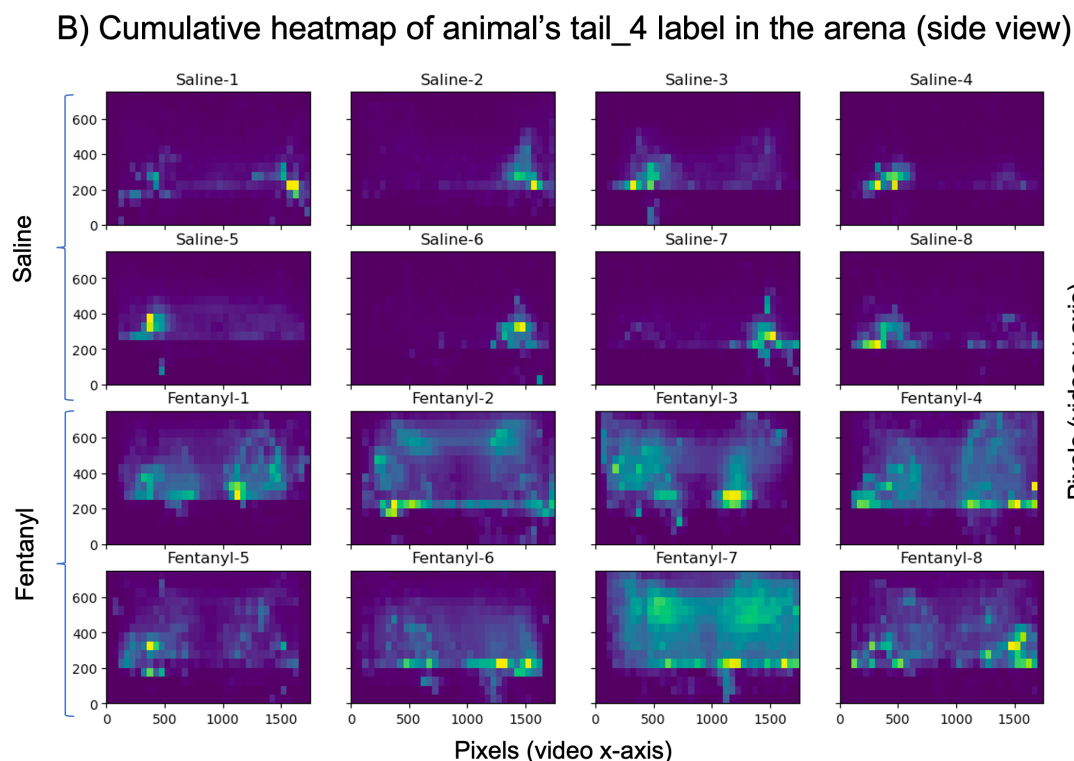 B) Cumulative heatmap of animal’s tail_4 label in the arena (side view)
Saline-1 Saline-2 Saline-3 Saline-4
600
400
200
0
Saline-5 Saline-6 Saline-7 Saline-8
600
400
200
0
Saline
Fentanyl-1 Fentanyl-2 Fentanyl-3 Fentanyl-4
600
400
200
0
Fentanyl-5 Fentanyl-6 Fentanyl-7 Fentanyl-8
600
400
200
0
Fentanyl
0 500 1000 1500 0 500 1000 1500 0 500 1000 1500 0 500 1000 1500
Pixels (video x-axis)